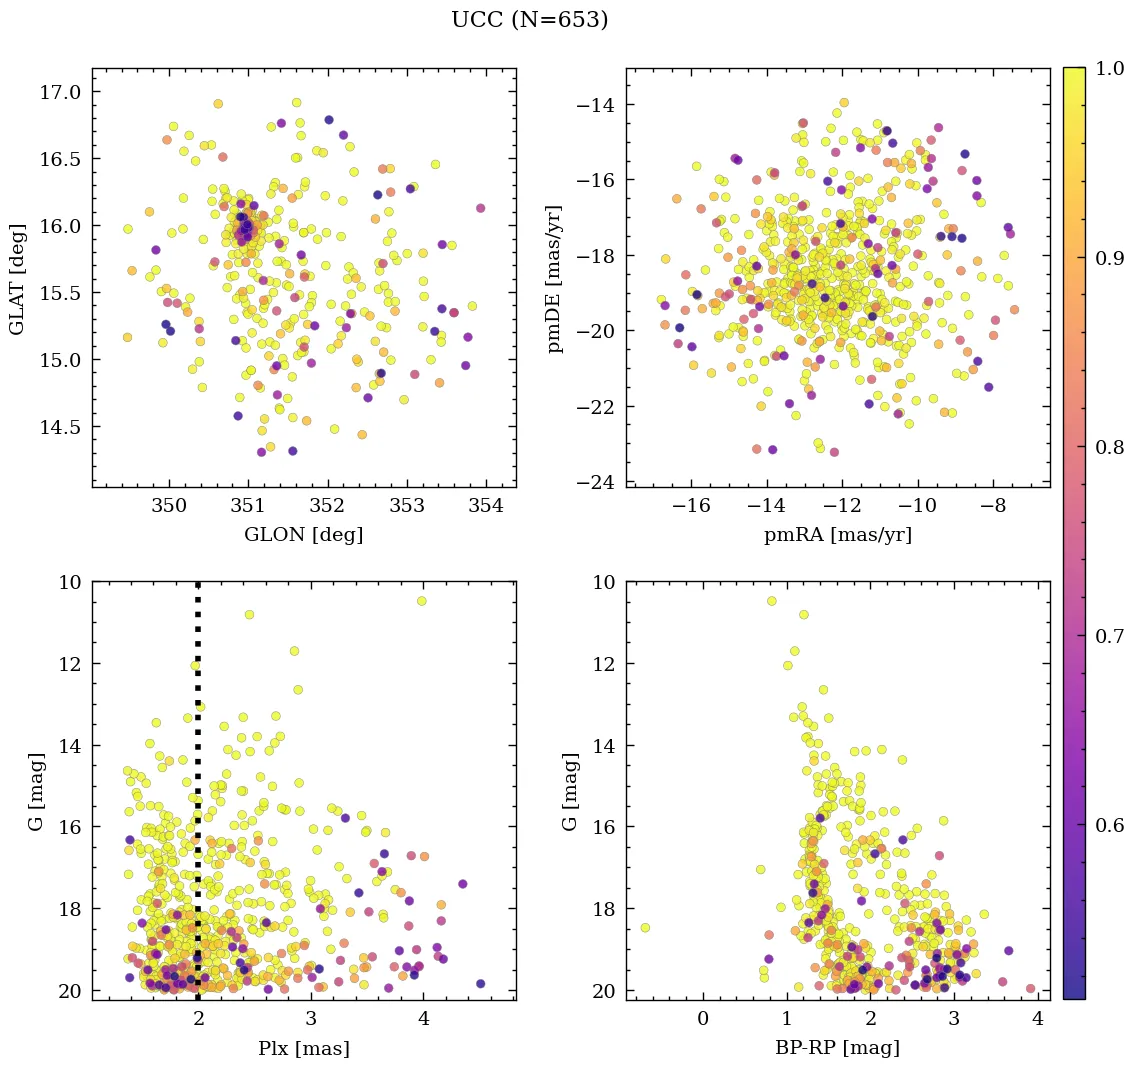 UCC (N=653)
17.0
16.5
16.0
15.5
15.0
14.5
GLAT [deg]
350 351 352 353 354
GLON [deg]
−14
−16
−18
−20
−22
−24
pmDE [mas/yr]
−16 −14 −12 −10 −8
pmRA [mas/yr]
1.0
0.9
0.8
0.7
0.6
10
12
14
16
18
20
G [mag]
2 3 4
Plx [mas]
10
12
14
16
18
20
G [mag]
0 1 2 3 4
BP-RP [mag]